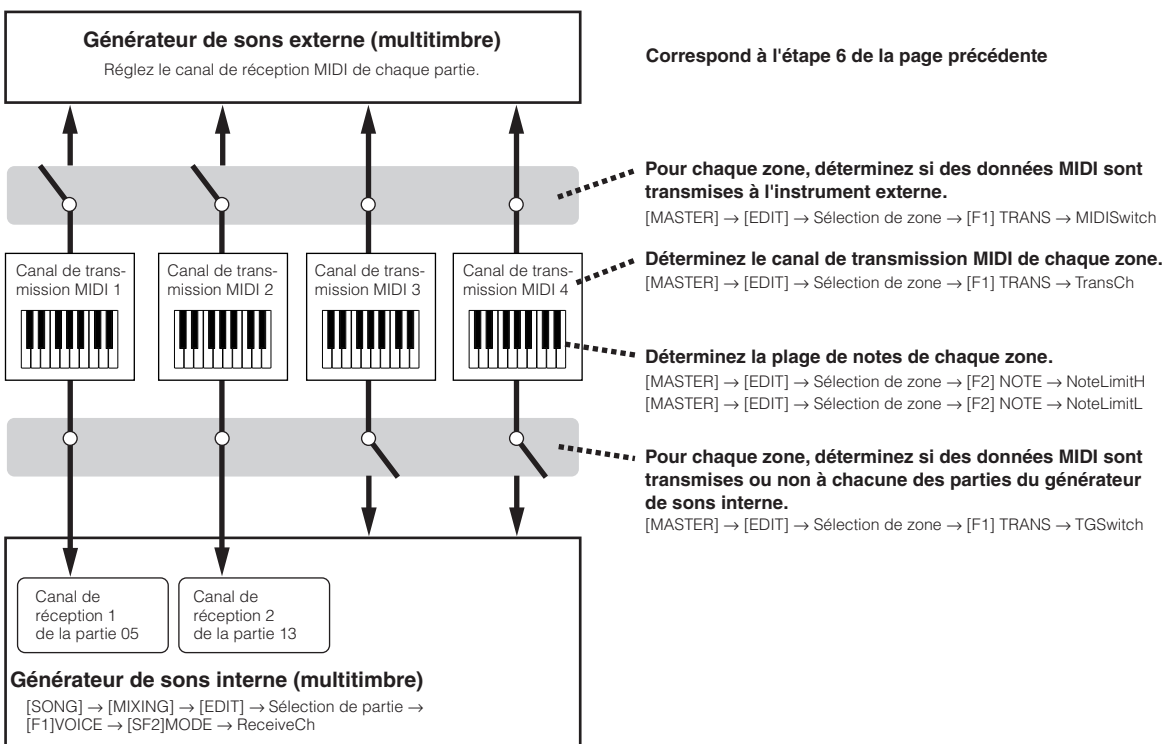 Générateur de sons externe (multitimbre)
Réglez le canal de réception MIDI de chaque partie.
Correspond à l'étape 6 de la page précédente
Pour chaque zone, déterminez si des données MIDI sont
transmises à l'instrument externe.
[MASTER] → [EDIT] → Sélection de zone → [F1] TRANS → MIDISwitch
Canal de trans-
mission MIDI 1
Canal de trans-
mission MIDI 2
Canal de trans-
mission MIDI 3
Canal de trans-
mission MIDI 4
Déterminez le canal de transmission MIDI de chaque zone.
[MASTER] → [EDIT] → Sélection de zone → [F1] TRANS → TransCh
Déterminez la plage de notes de chaque zone.
[MASTER] → [EDIT] → Sélection de zone → [F2] NOTE → NoteLimitH
[MASTER] → [EDIT] → Sélection de zone → [F2] NOTE → NoteLimitL
Pour chaque zone, déterminez si des données MIDI sont
transmises ou non à chacune des parties du générateur
de sons interne.
[MASTER] → [EDIT] → Sélection de zone → [F1] TRANS → TGSwitch
Canal de
réception 1
de la partie 05
Canal de
réception 2
de la partie 13
Générateur de sons interne (multitimbre)
[SONG] → [MIXING] → [EDIT] → Sélection de partie →
[F1]VOICE → [SF2]MODE → ReceiveCh